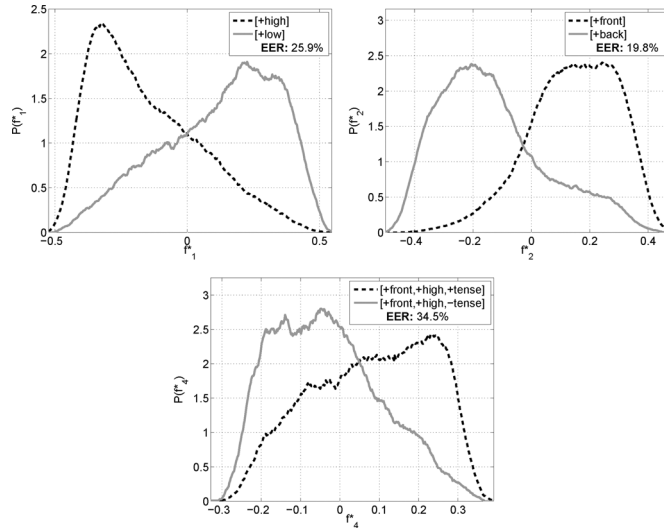 [+high]
[+low]
EER: 25.9%
2.5
2
1.5
1
0.5
0
P(f*1)
−0.5 0 0.5
f*1
[+front]
[+back]
EER: 19.8%
3
2.5
2
1.5
1
0.5
0
P(f*2)
−0.4 −0.2 0 0.2 0.4
f*2
[+front,+high,+tense]
[+front,+high,−tense]
EER: 34.5%
3
2.5
2
1.5
1
0.5
0
P(f*4)
−0.3 −0.2 −0.1 0 0.1 0.2 0.3
f*4